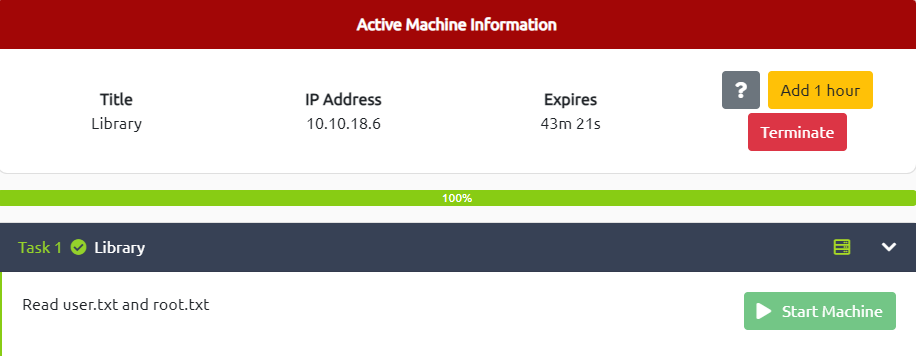 Active Machine Information
Title
IP Address
Expires
? Add 1 hour
Library
10.10.18.6
43m 21s
Terminate
100%
Task 1 Library
Read user.txt and root.txt
Start Machine